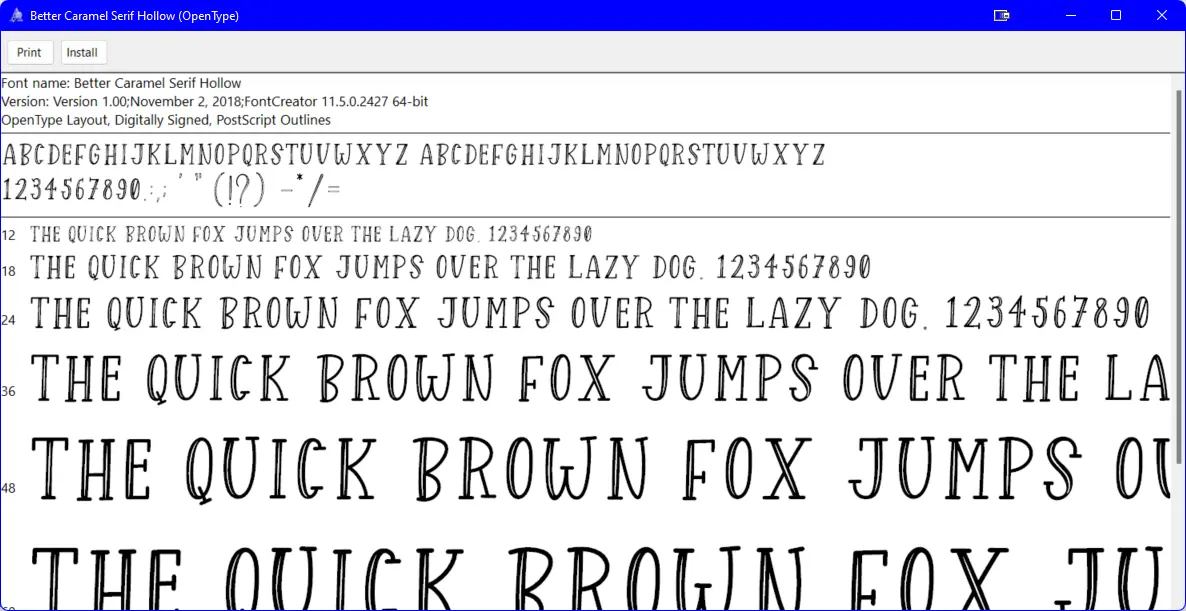 Better Caramel Serif Hollow (OpenType)
Print Install
Font name: Better Caramel Serif Hollow
Version: Version 1.00;November 2, 2018;FontCreator 11.5.0.2427 64-bit
OpenType Layout, Digitally Signed, PostScript Outlines
ABCDEFGHIJKLMNOPQRSTUVWXYZ ABCDEFGHIJKLMNOPQRSTUVWXYZ
1234567890.:,; ' " (!?) -*/=
12 THE QUICK BROWN FOX JUMPS OVER THE LAZY DOG. 1234567890
18 THE QUICK BROWN FOX JUMPS OVER THE LAZY DOG. 1234567890
24 THE QUICK BROWN FOX JUMPS OVER THE LAZY DOG. 1234567890
36 THE QUICK BROWN FOX JUMPS OVER THE LA
48 THE QUICK BROWN FOX JUMPS OU
THE QUICK BROWN FOX JU